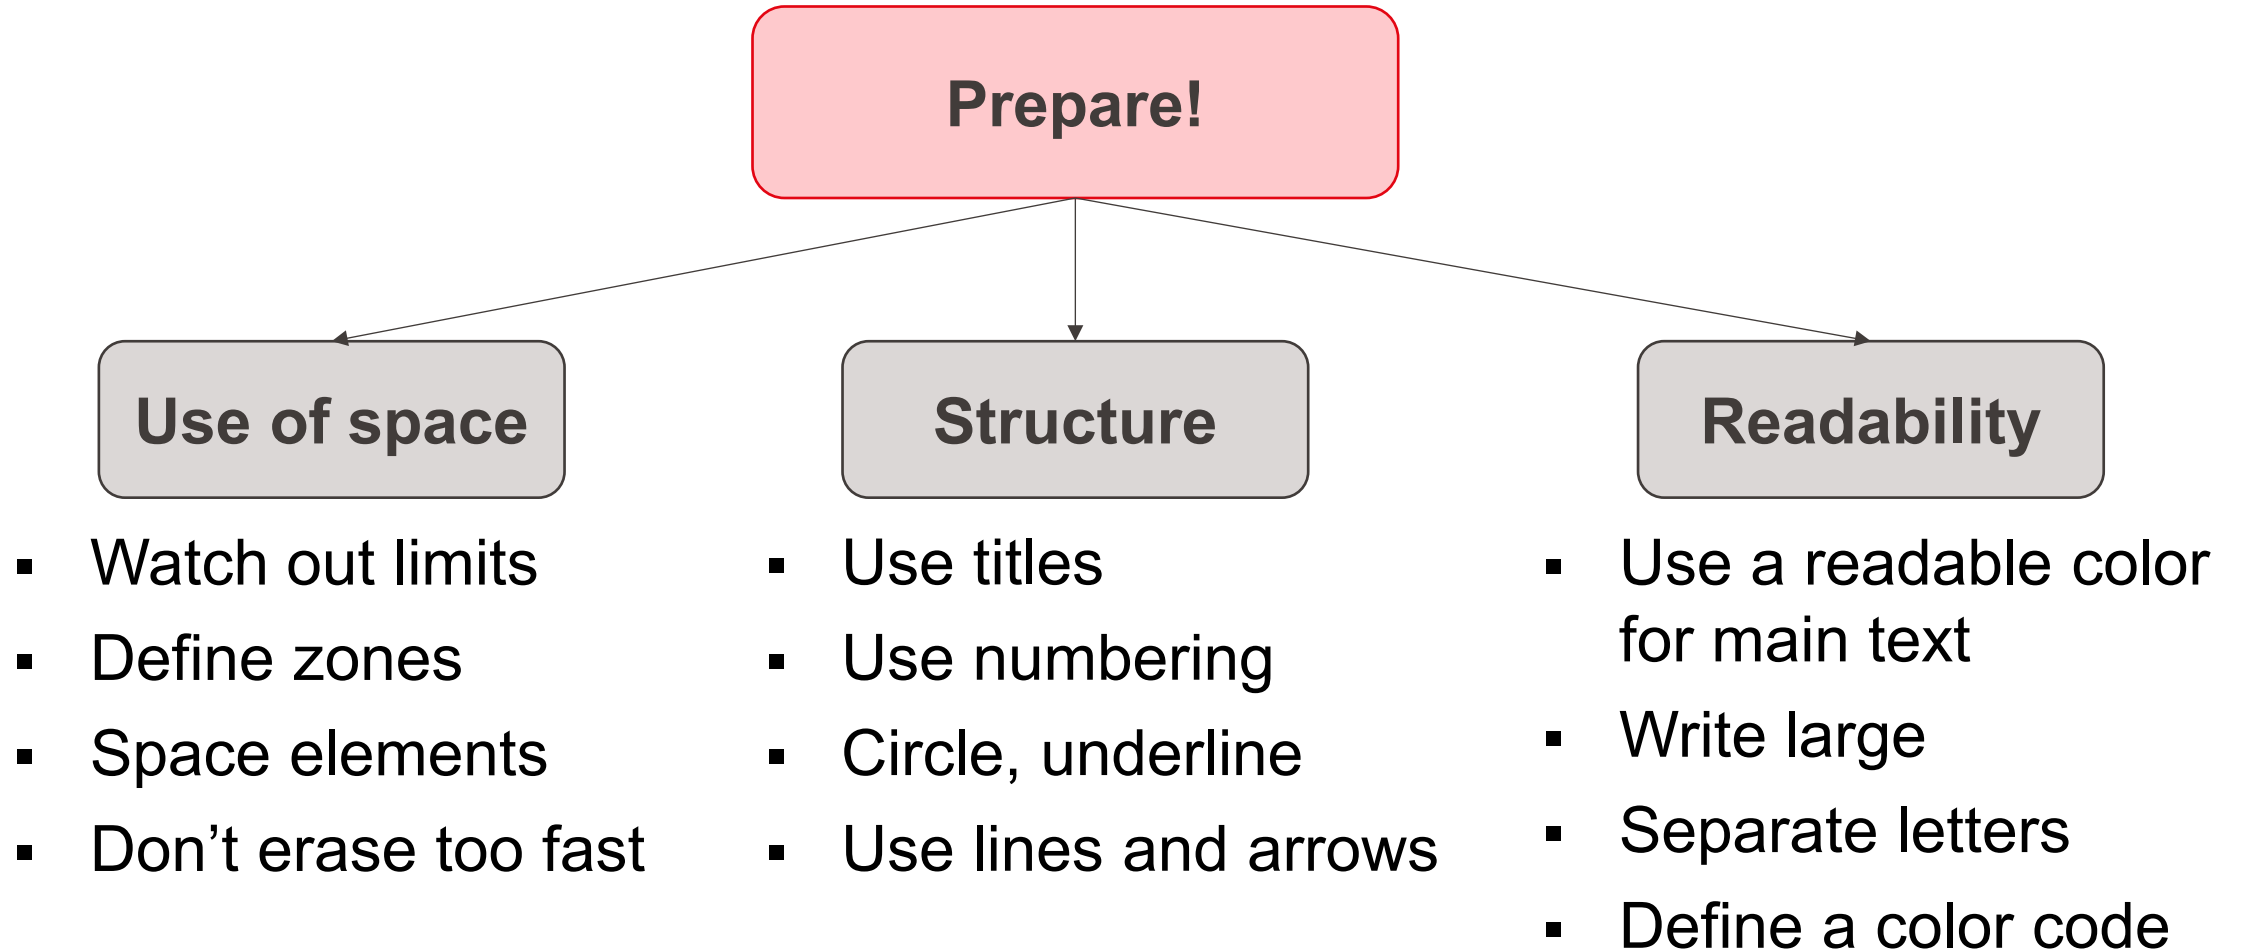 Prepare!
Use of space
Structure
Readability
Watch out limits
Define zones
Space elements
Don’t erase too fast
Use titles
Use numbering
Circle, underline
Use lines and arrows
Use a readable color
for main text
Write large
Separate letters
Define a color code